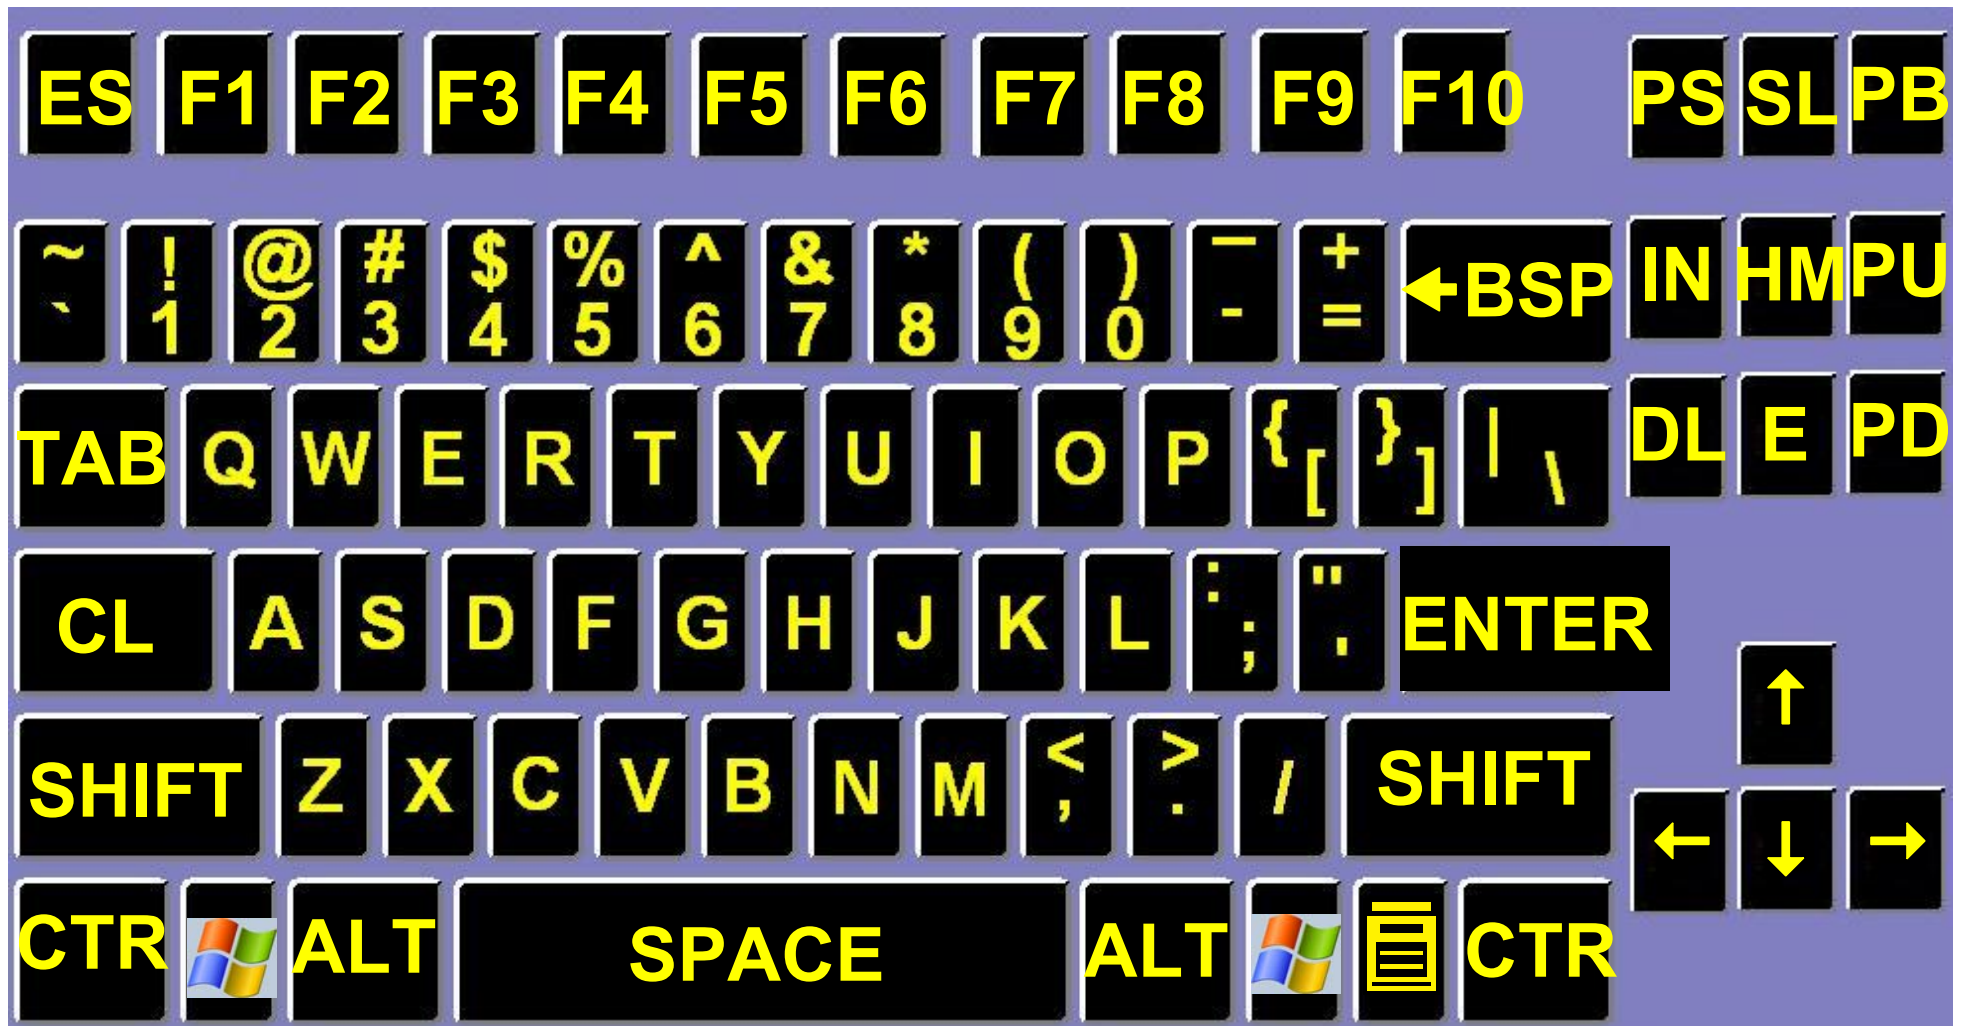 ES F1 F2 F3 F4 F5 F6 F7 F8 F9 F10 PS SL PB
~ ! @ # $ % ^ & * ( ) — +
` 1 2 3 4 5 6 7 8 9 0 - = BSP IN HM PU
TAB Q W E R T Y U I O P { [ } ] | \ DL E PD
CL A S D F G H J K L : ; " ' ENTER
↑
SHIFT Z X C V B N M < , > . / SHIFT
← ↓ →
CTR ALT SPACE ALT CTR